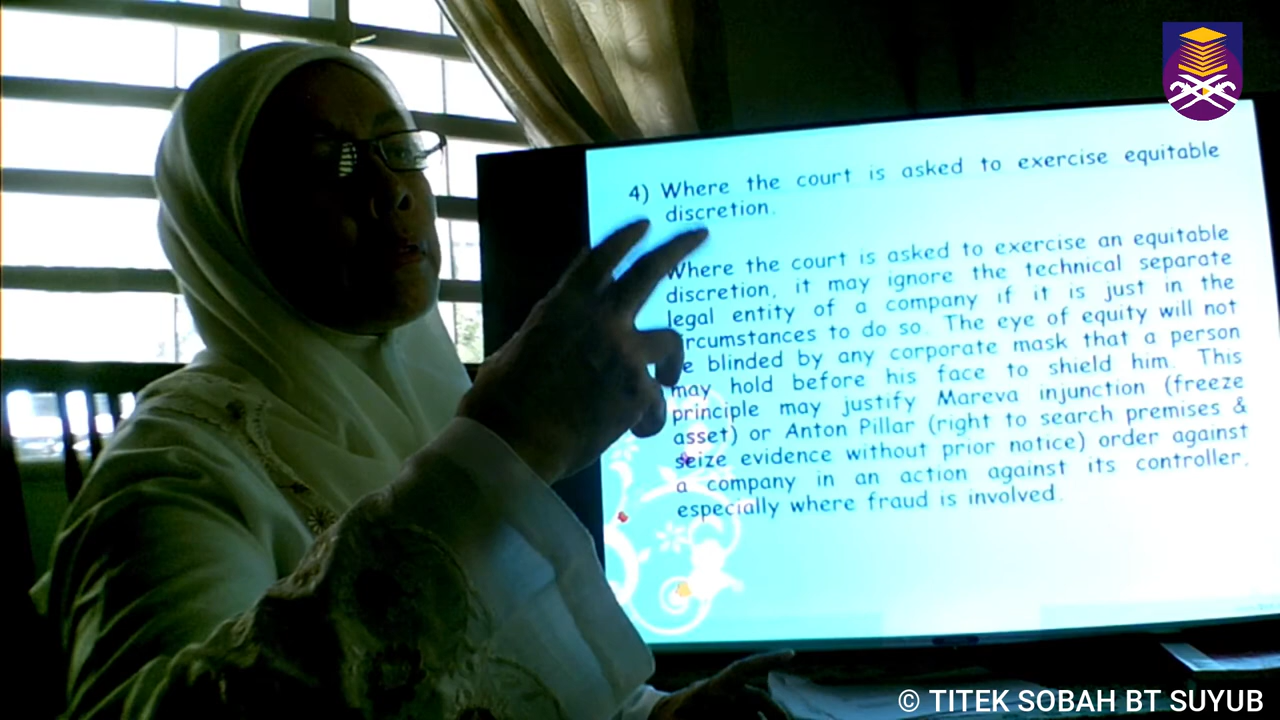 4) Where the court is asked to exercise equitable
discretion.
Where the court is asked to exercise an equitable
discretion, it may ignore the technical separate
legal entity of a company if it is just in the
ircumstances to do so. The eye of equity will not
e blinded by any corporate mask that a person
may hold before his face to shield him. This
principle may justify Mareva injunction (freeze
asset) or Anton Pillar (right to search premises &
seize evidence without prior notice) order against
a company in an action against its controller,
especially where fraud is involved.
© TITEK SOBAH BT SUYUB